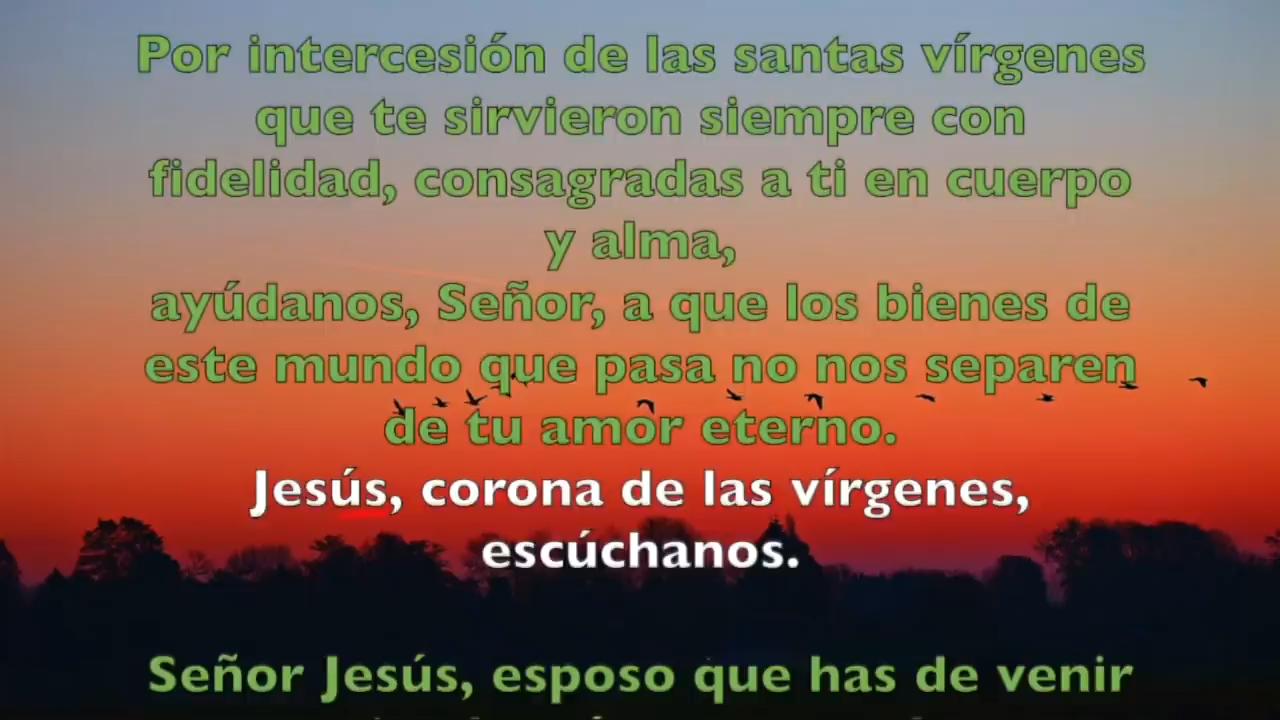 Por intercesión de las santas vírgenes
que te sirvieron siempre con
fidelidad, consagradas a ti en cuerpo
y alma,
ayúdanos, Señor, a que los bienes de
este mundo que pasa no nos separen
de tu amor eterno.
Jesús, corona de las vírgenes,
escúchanos.
Señor Jesús, esposo que has de venir